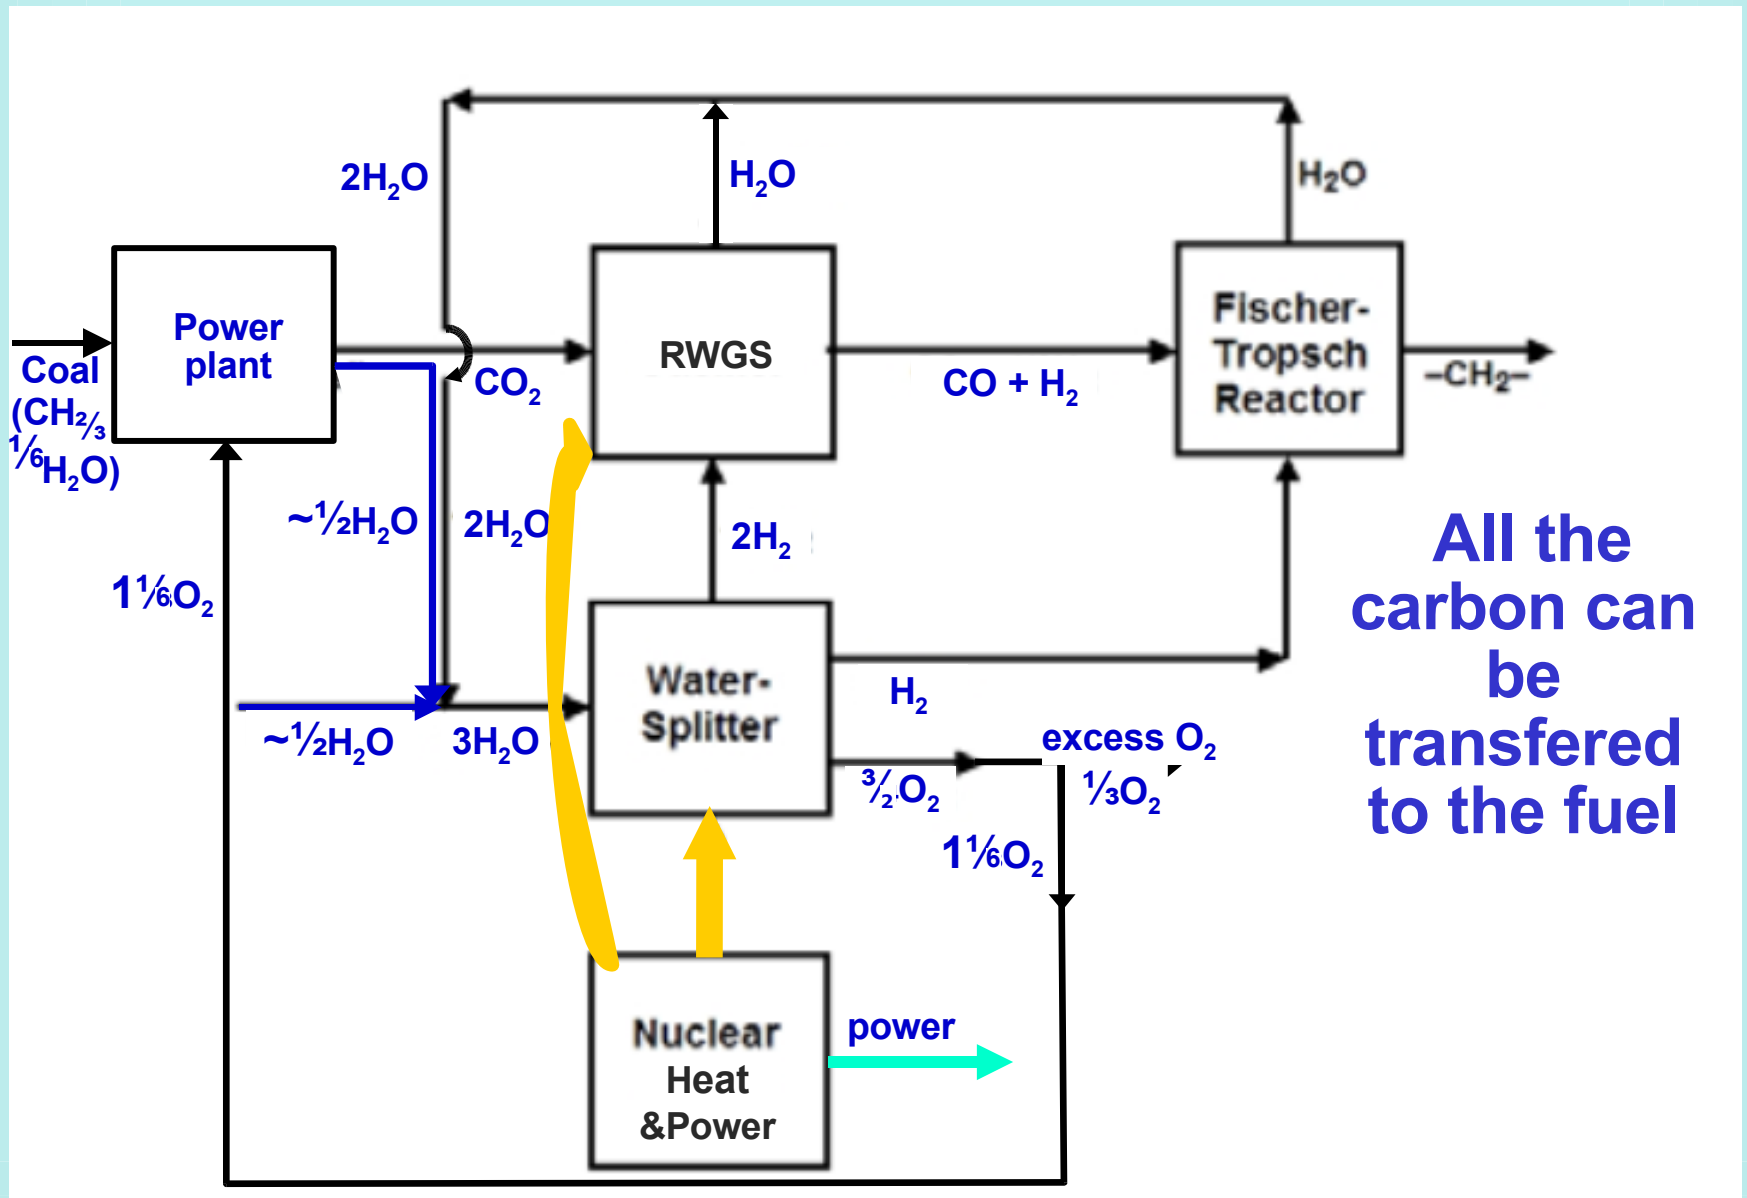 2H₂O
H₂O
H₂O
Power
plant
RWGS
Fischer-
Tropsch
Reactor
Coal
(CH⅔
⅙H₂O)
CO₂
CO + H₂
–CH₂–
~½H₂O
2H₂O
2H₂
1⅙O₂
All the
carbon can
be
transfered
to the fuel
Water-
Splitter
H₂
~½H₂O
3H₂O
excess O₂
³⁄₂O₂
⅓O₂
1⅙O₂
Nuclear
Heat
&Power
power